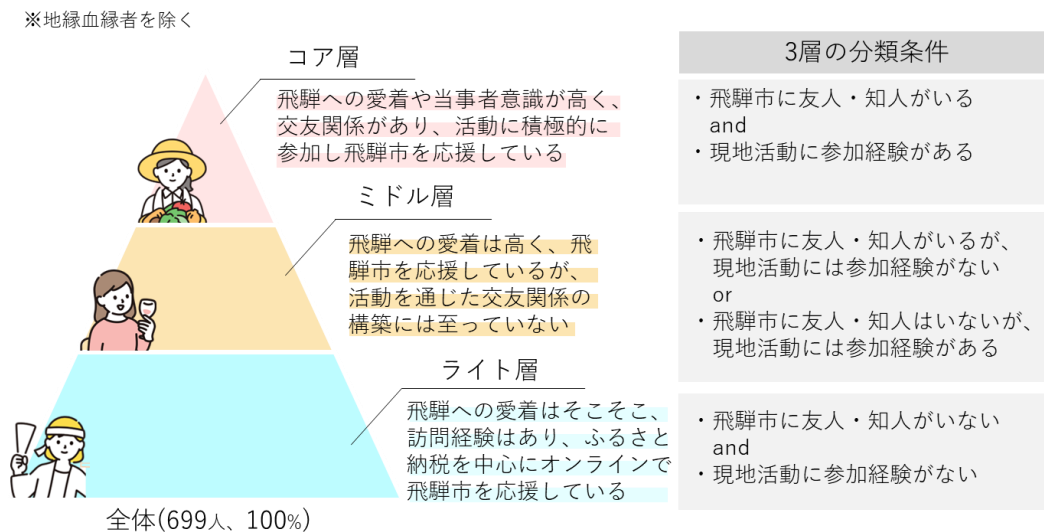 ※地縁血縁者を除く
コア層
飛騨への愛着や当事者意識が高く、
交友関係があり、活動に積極的に
参加し飛騨市を応援している
ミドル層
飛騨への愛着は高く、飛
騨市を応援しているが、
活動を通じた交友関係の
構築には至っていない
ライト層
飛騨への愛着はそこそこ、
訪問経験はあり、ふるさと
納税を中心にオンラインで
飛騨市を応援している
全体(699人、100%)
3層の分類条件
・飛騨市に友人・知人がいる
and
・現地活動に参加経験がある
・飛騨市に友人・知人がいるが、
現地活動には参加経験がない
or
・飛騨市に友人・知人はいないが、
現地活動には参加経験がある
・飛騨市に友人・知人がいない
and
・現地活動に参加経験がない